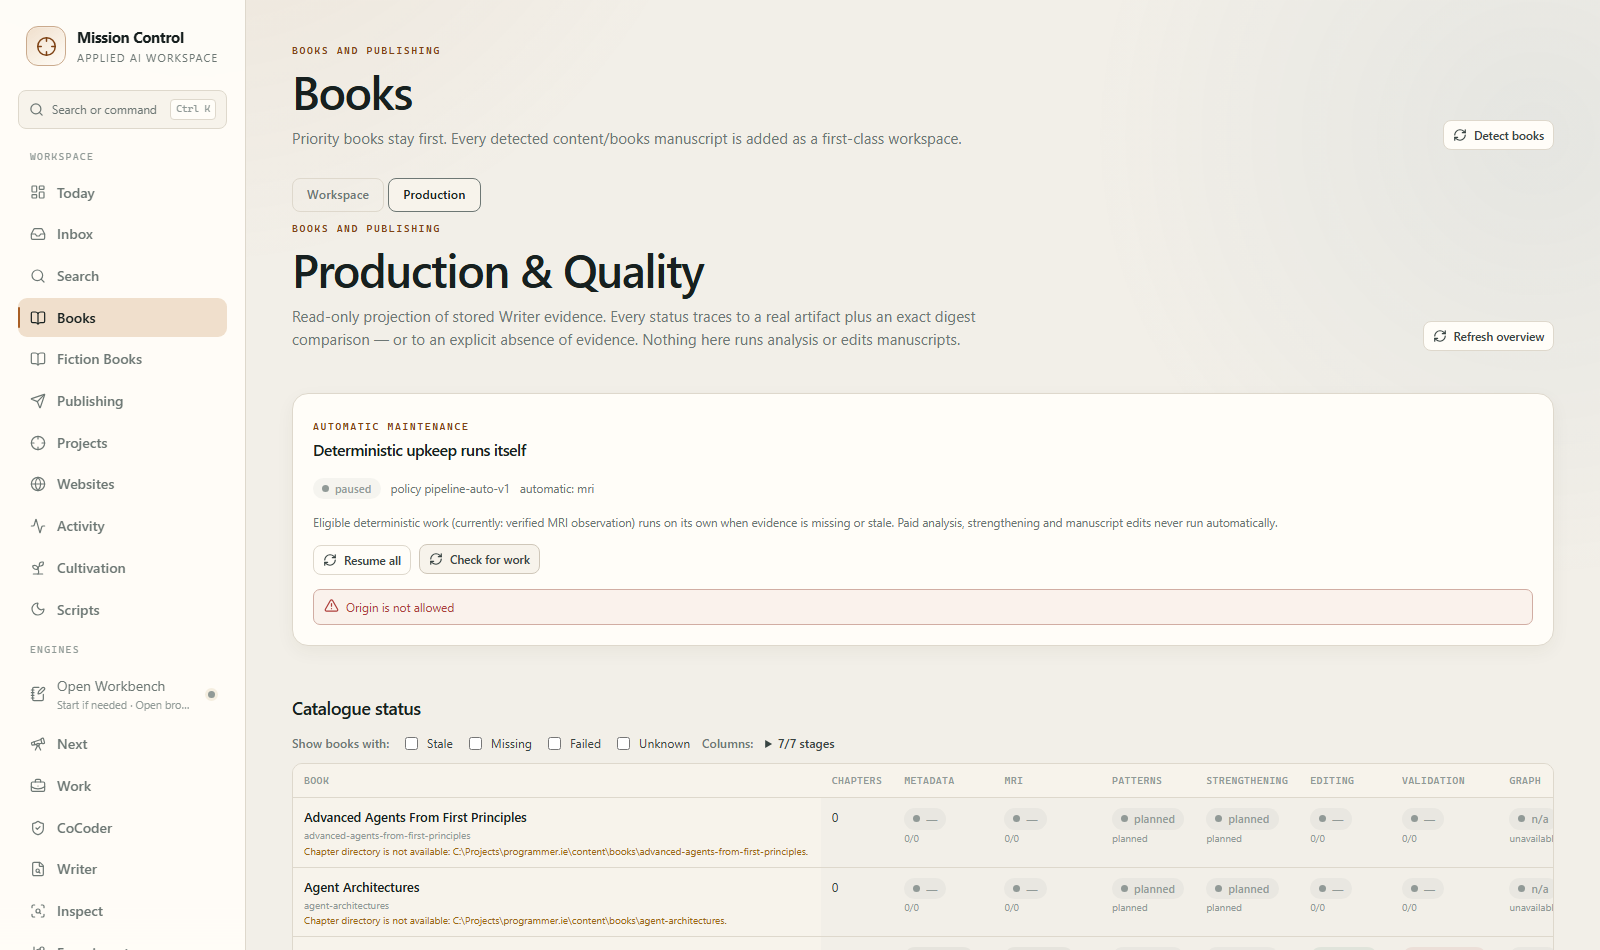 Mission Control
APPLIED AI WORKSPACE
Search or command
Ctrl K
WORKSPACE
Today
Inbox
Search
Books
Fiction Books
Publishing
Projects
Websites
Activity
Cultivation
Scripts
ENGINES
Open Workbench
Start if needed · Open bro...
Next
Work
CoCoder
Writer
Inspect
BOOKS AND PUBLISHING
Books
Priority books stay first. Every detected content/books manuscript is added as a first-class workspace.
Detect books
Workspace
Production
BOOKS AND PUBLISHING
Production & Quality
Read-only projection of stored Writer evidence. Every status traces to a real artifact plus an exact digest
comparison — or to an explicit absence of evidence. Nothing here runs analysis or edits manuscripts.
Refresh overview
AUTOMATIC MAINTENANCE
Deterministic upkeep runs itself
paused policy pipeline-auto-v1 automatic: mri
Eligible deterministic work (currently: verified MRI observation) runs on its own when evidence is missing or stale. Paid analysis, strengthening and manuscript edits never run automatically.
Resume all
Check for work
Origin is not allowed
Catalogue status
Show books with: Stale Missing Failed Unknown Columns: 7/7 stages
BOOK CHAPTERS METADATA MRI PATTERNS STRENGTHENING EDITING VALIDATION GRAPH
Advanced Agents From First Principles 0 — — planned planned — — n/a
advanced-agents-from-first-principles 0/0 0/0 planned planned 0/0 0/0 unavailabl
Chapter directory is not available: C:\Projects\programmer.ie\content\books\advanced-agents-from-first-principles.
Agent Architectures 0 — — planned planned — — n/a
agent-architectures 0/0 0/0 planned planned 0/0 0/0 unavailabl
Chapter directory is not available: C:\Projects\programmer.ie\content\books\agent-architectures.